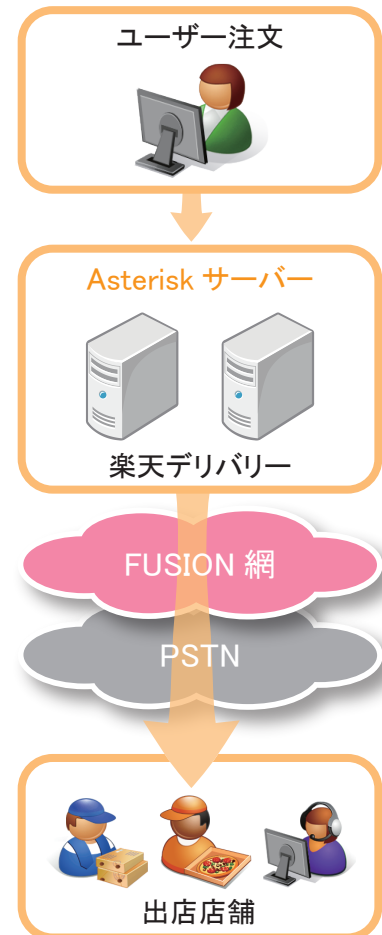 ユーザー注文
Asterisk サーバー
楽天デリバリー
FUSION 網
PSTN
出店店舗